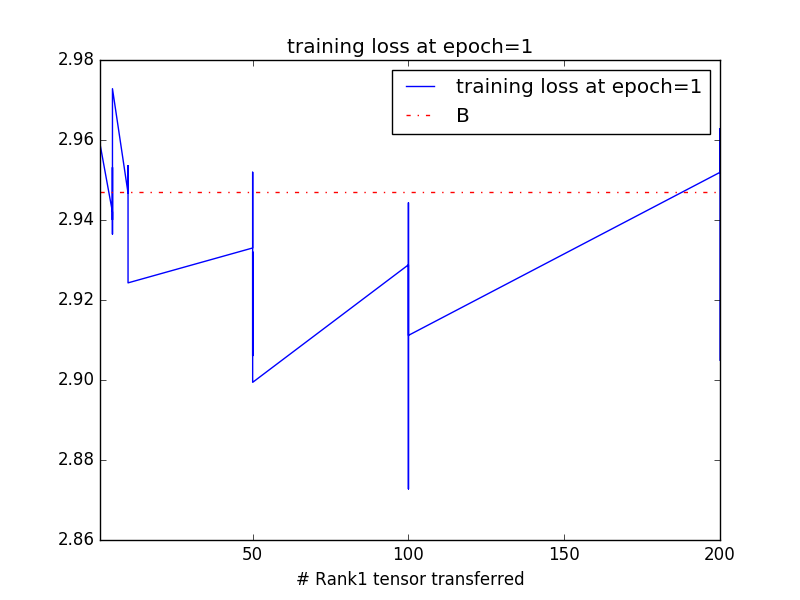 training loss at epoch=1
training loss at epoch=1
B
2.98
2.96
2.94
2.92
2.90
2.88
2.86
50
100
150
200
# Rank1 tensor transferred